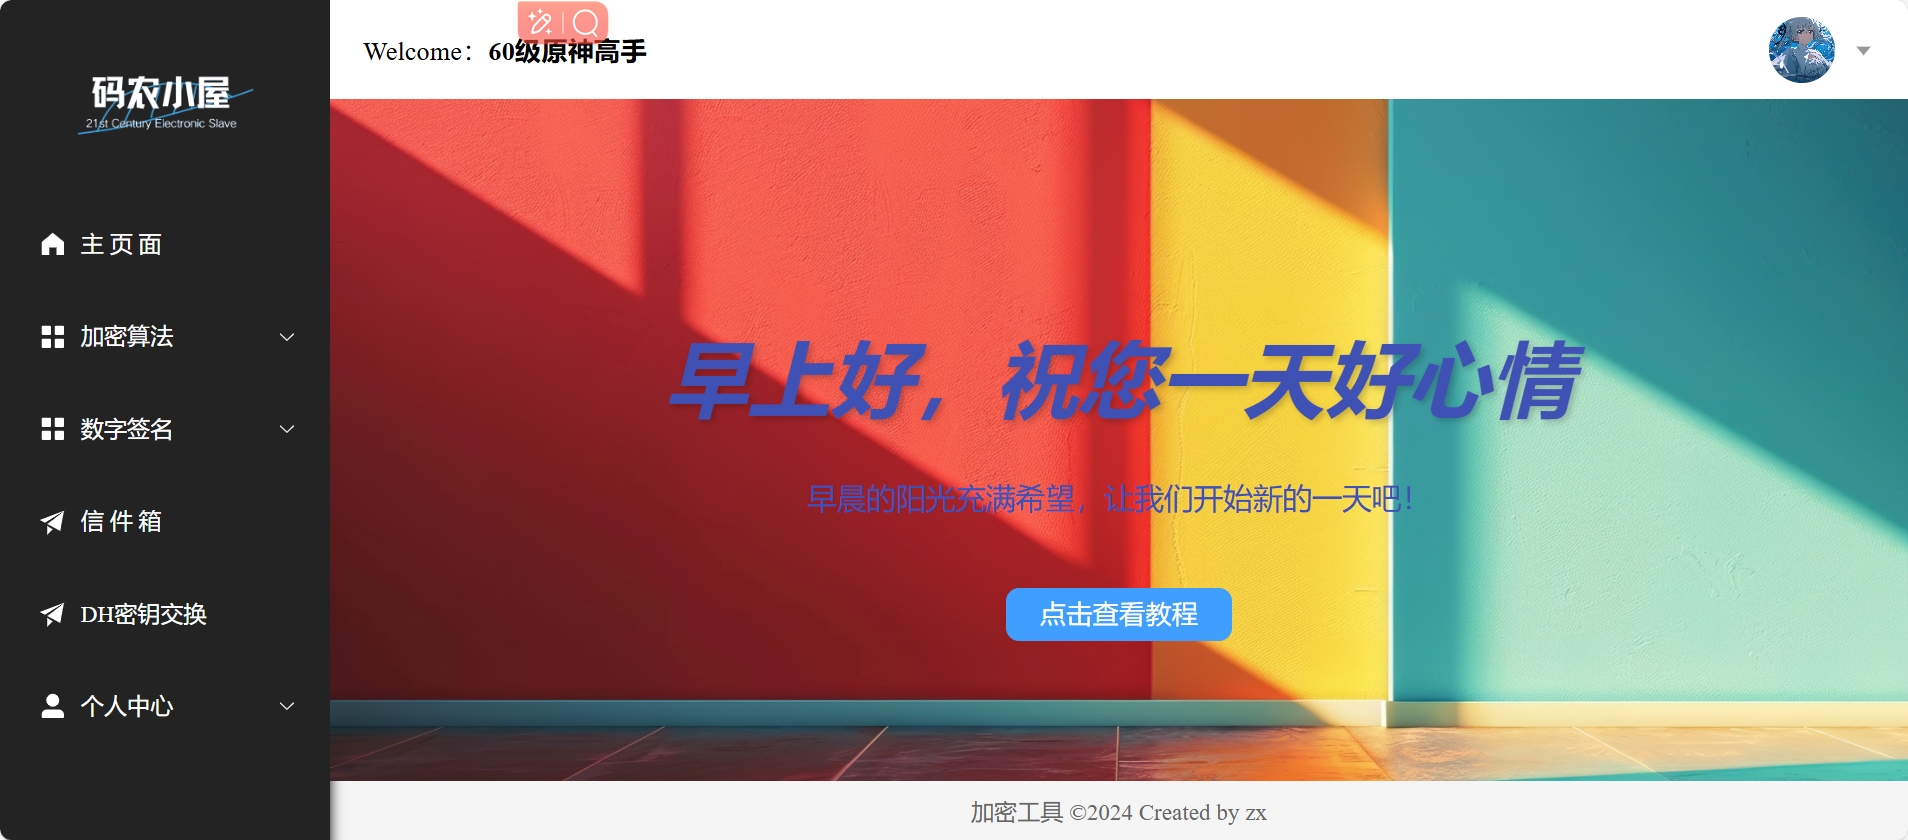 码农小屋
21st Century Electronic Slave
Welcome：60级原神高手
主页面
加密算法
数字签名
信件箱
DH密钥交换
个人中心
早上好，祝您一天好心情
早晨的阳光充满希望，让我们开始新的一天吧！
点击查看教程
加密工具 ©2024 Created by zx